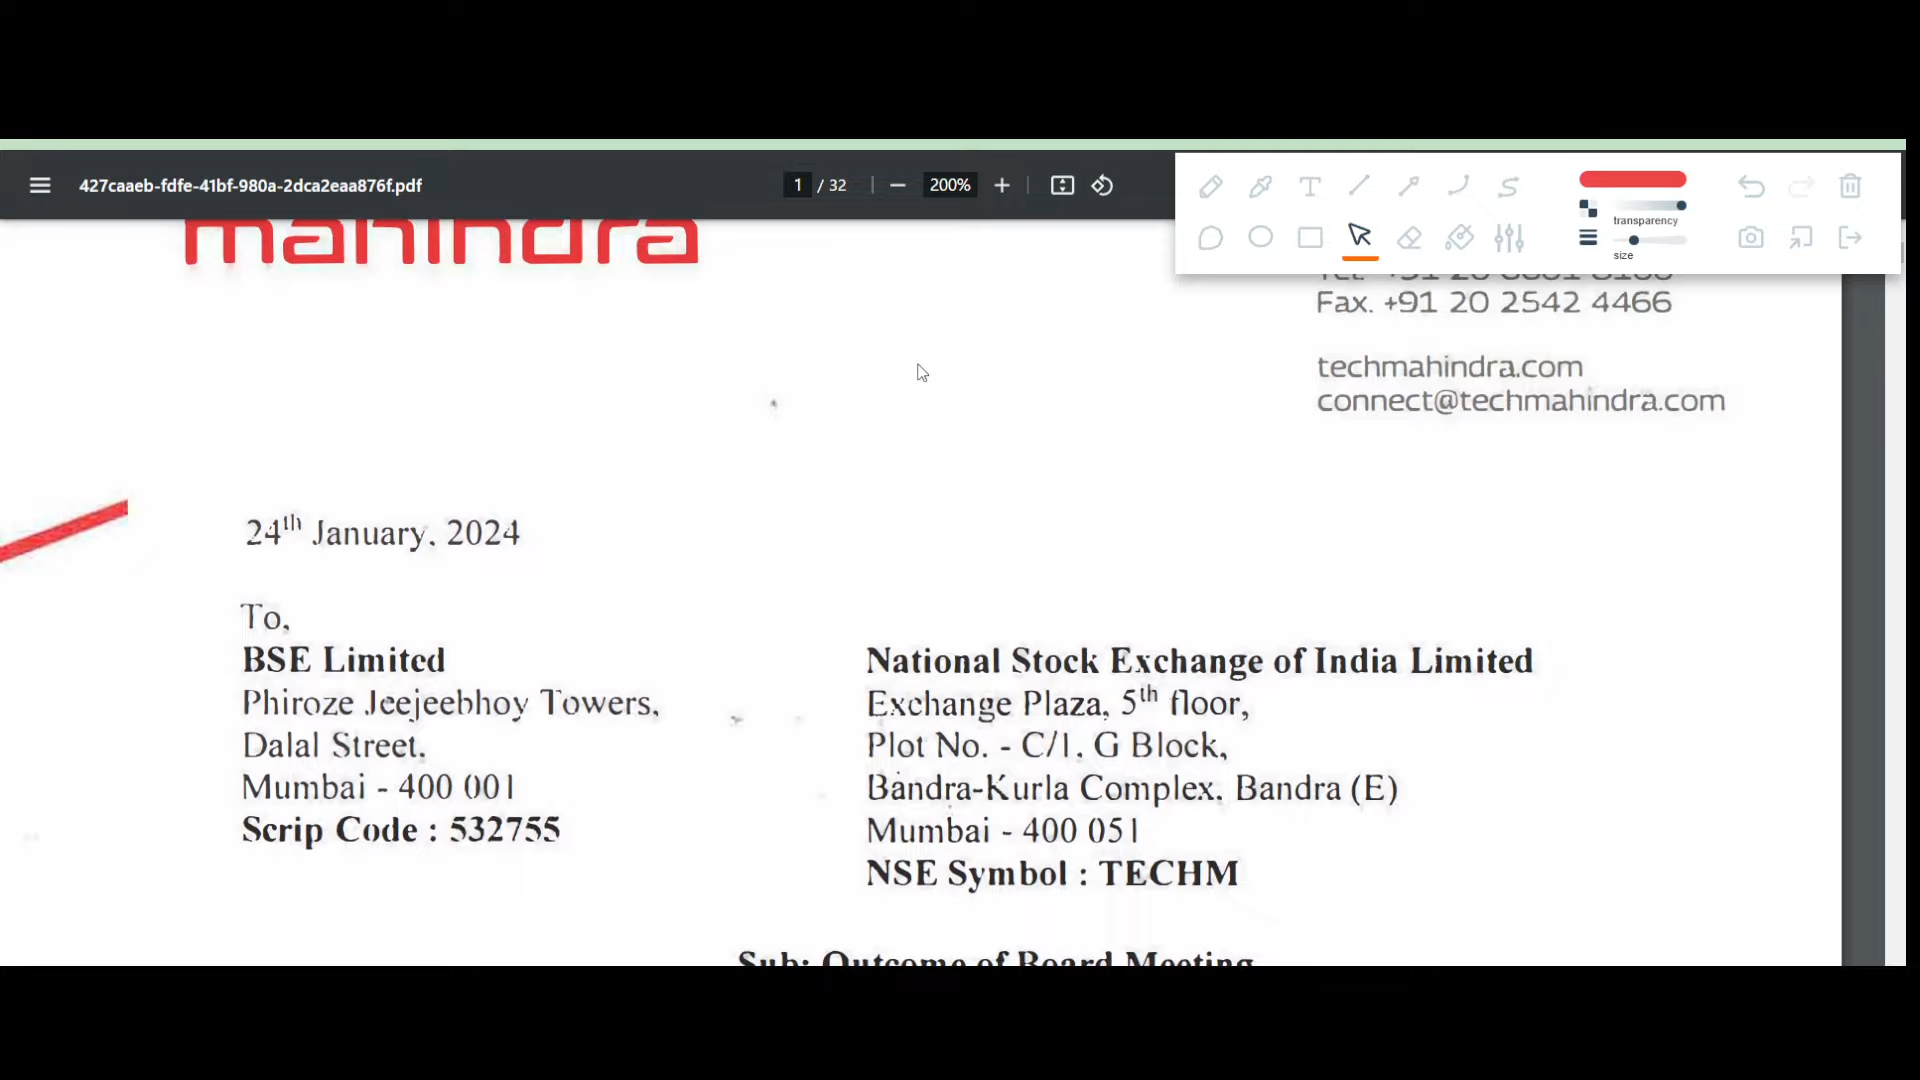 427caaeb-fdfe-41bf-980a-2dca2eaa876f.pdf
1 / 32
200%
transparency
size
mahindra
Fax. +91 20 2542 4466
techmahindra.com
connect@techmahindra.com
24th January, 2024
To,
BSE Limited
Phiroze Jeejeebhoy Towers,
Dalal Street,
Mumbai - 400 001
Scrip Code : 532755
National Stock Exchange of India Limited
Exchange Plaza, 5th floor,
Plot No. - C/1, G Block,
Bandra-Kurla Complex, Bandra (E)
Mumbai - 400 051
NSE Symbol : TECHM
Sub: Outcome of Board Meeting